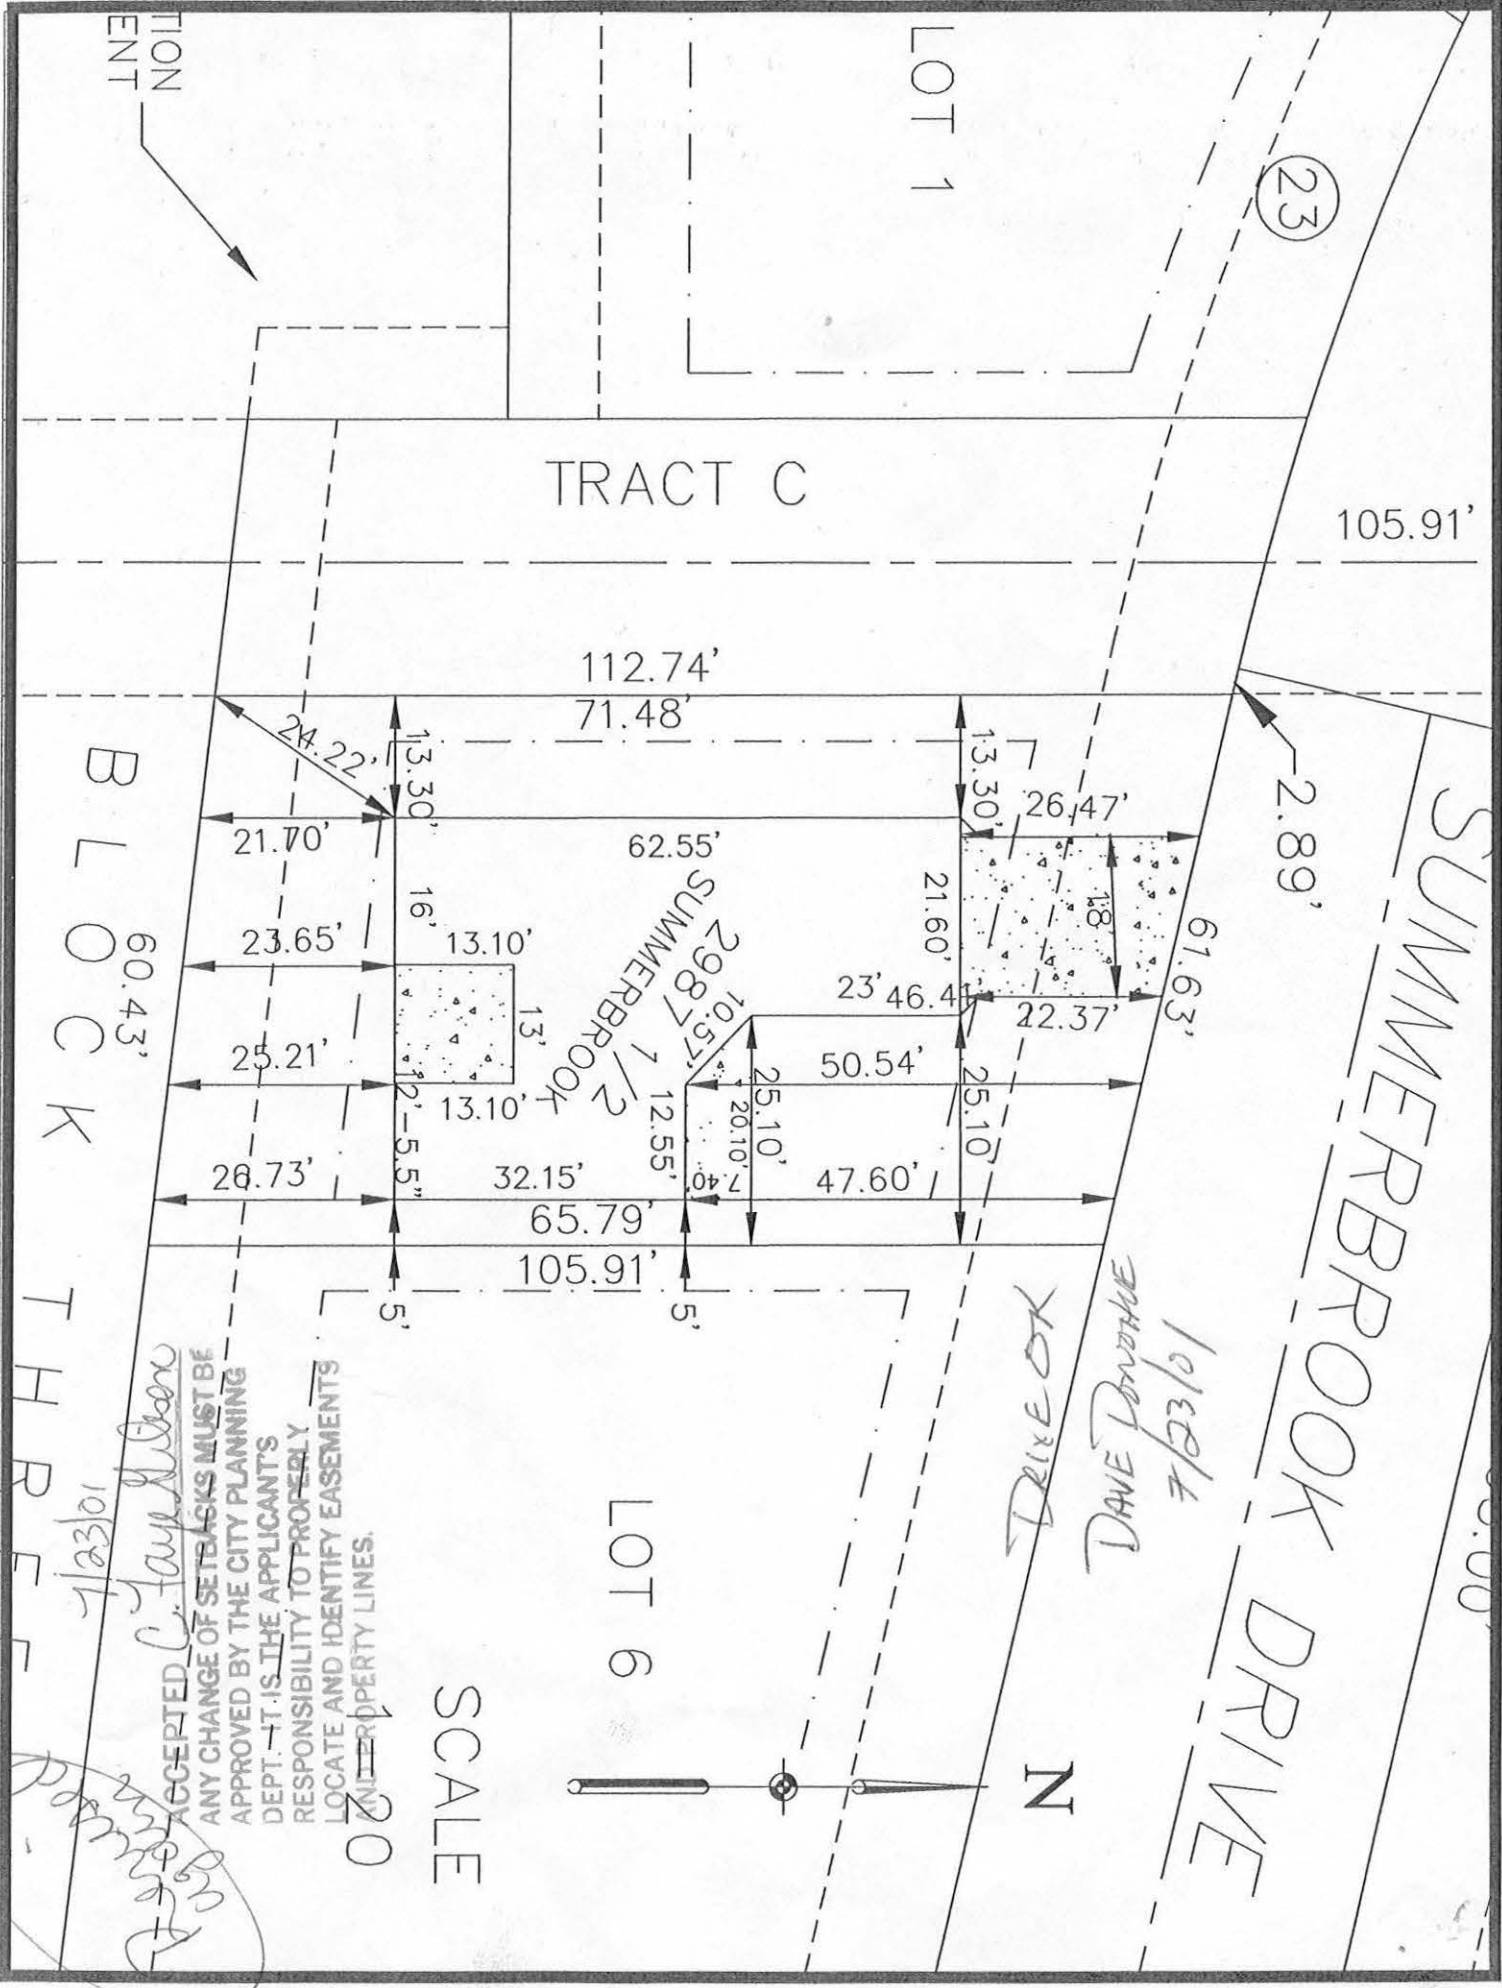 TION
ENT
LOT 1
23
TRACT C
105.91'
112.74'
71.48'
2.89'
SUMMERBROOK DRIVE
24.22'
13.30'
13.30'
26.47'
21.70'
62.55'
16'
21.60'
18'
61.63'
23.65'
13.10'
SUMMERBROOK
2987 1/2
10.57'
23'
46.41'
22.37'
60.43'
13'
25.21'
13.10'
12'-5.5"
12.55'
20.10'
25.10'
50.54'
25.10'
26.73'
32.15'
7.40'
47.60'
65.79'
105.91'
5'
5'
BLOCK THREE
DRIVE OK
DAVE DONOHUE
7/23/01
LOT 6
N
SCALE
1=20
ACCEPTED C. Faye
7/23/01
ANY CHANGE OF SETBACKS MUST BE
APPROVED BY THE CITY PLANNING
DEPT. IT IS THE APPLICANT'S
RESPONSIBILITY TO PROPERLY
LOCATE AND IDENTIFY EASEMENTS
AND PROPERTY LINES.